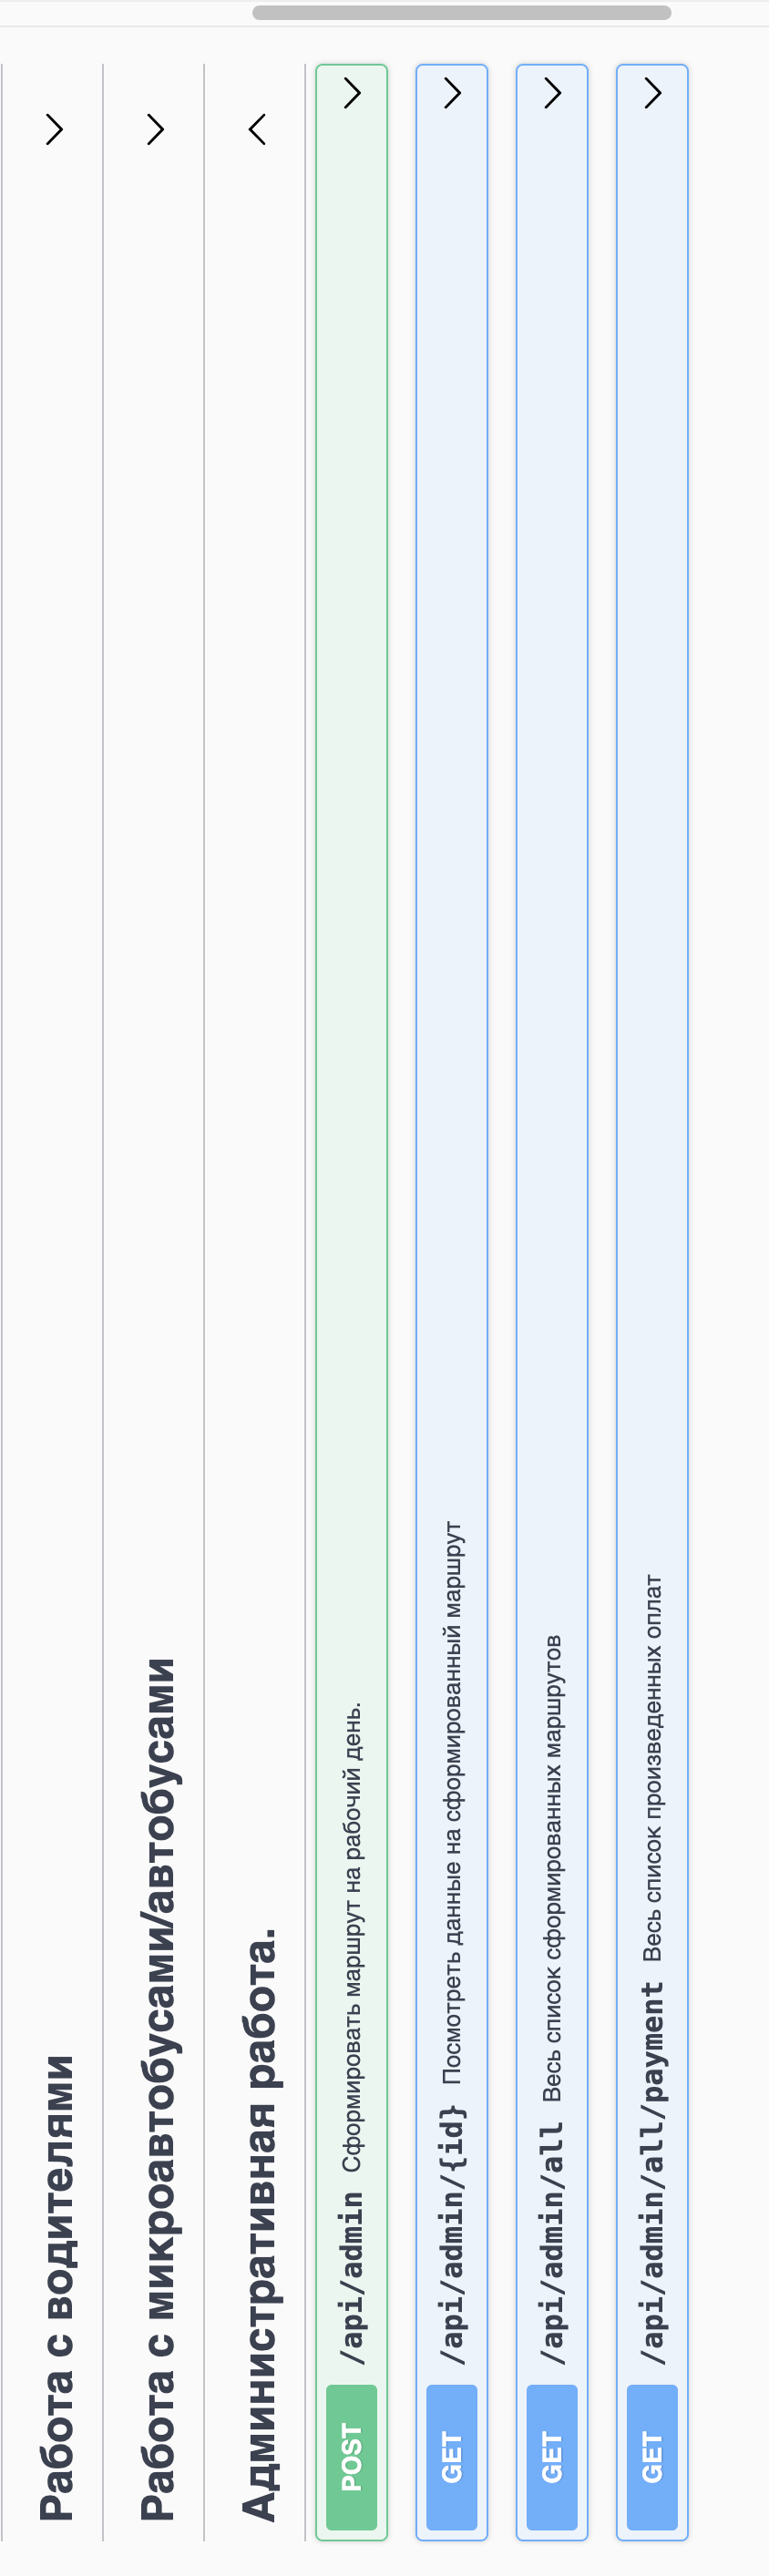 Работа с водителями
Работа с микроавтобусами/автобусами
Административная работа.
POST /api/admin Сформировать маршрут на рабочий день.
GET /api/admin/{id} Посмотреть данные на сформированный маршрут
GET /api/admin/all Весь список сформированных маршрутов
GET /api/admin/all/payment Весь список произведенных оплат